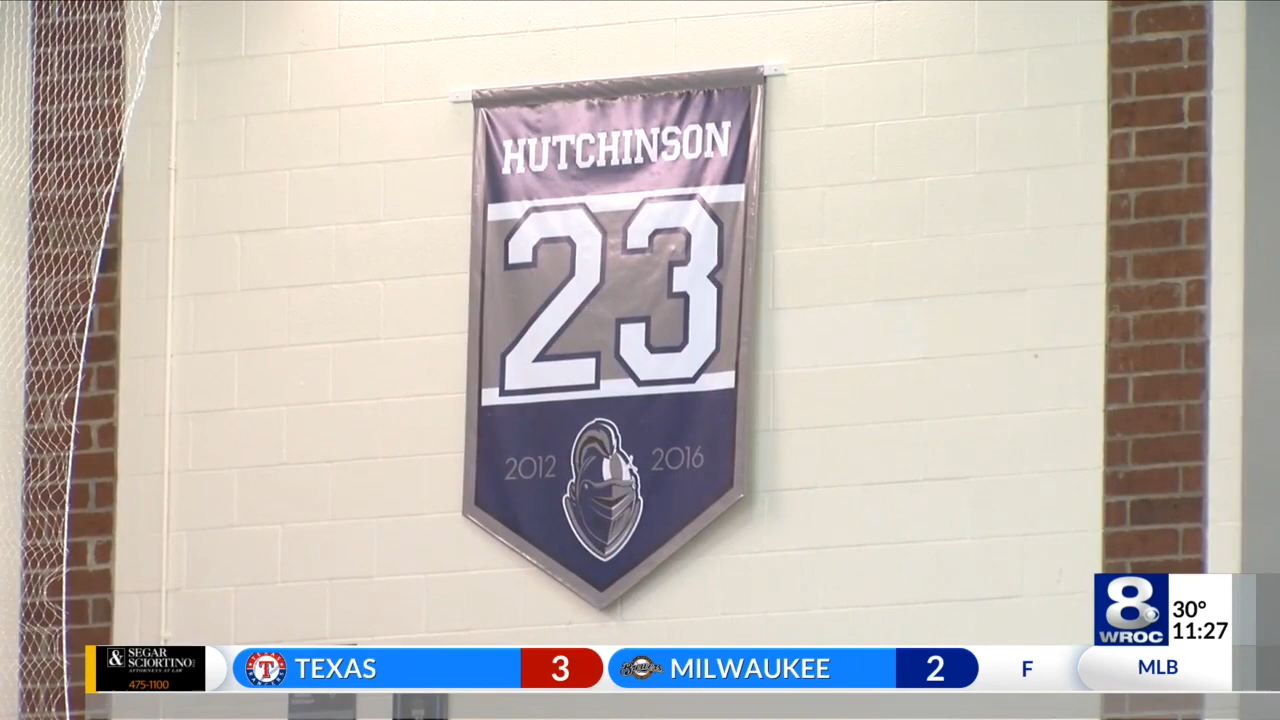 HUTCHINSON
23
2012 2016
8
WROC
30°
11:27
& SEGAR
SCIORTINO
ATTORNEYS AT LAW
475-1100
T TEXAS 3
Brewers MILWAUKEE 2
F
MLB